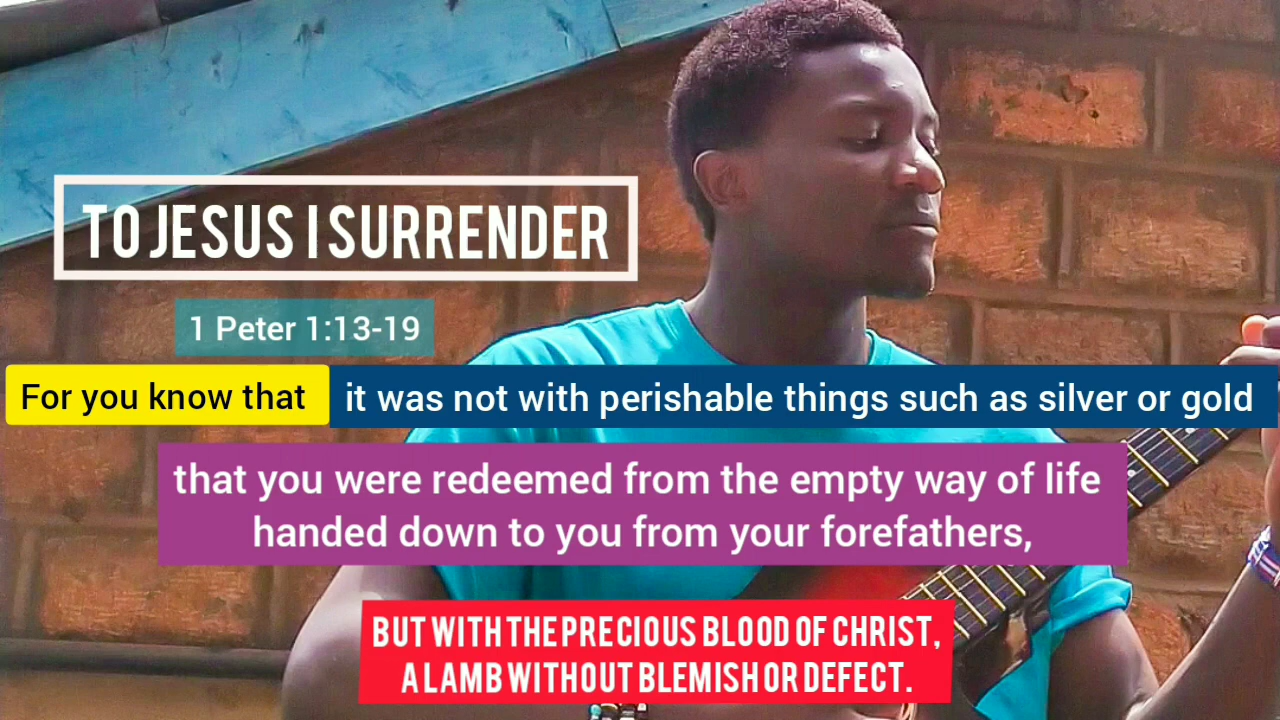 TO JESUS I SURRENDER
1 Peter 1:13-19
For you know that it was not with perishable things such as silver or gold
that you were redeemed from the empty way of life
handed down to you from your forefathers,
BUT WITH THE PRECIOUS BLOOD OF CHRIST,
A LAMB WITHOUT BLEMISH OR DEFECT.